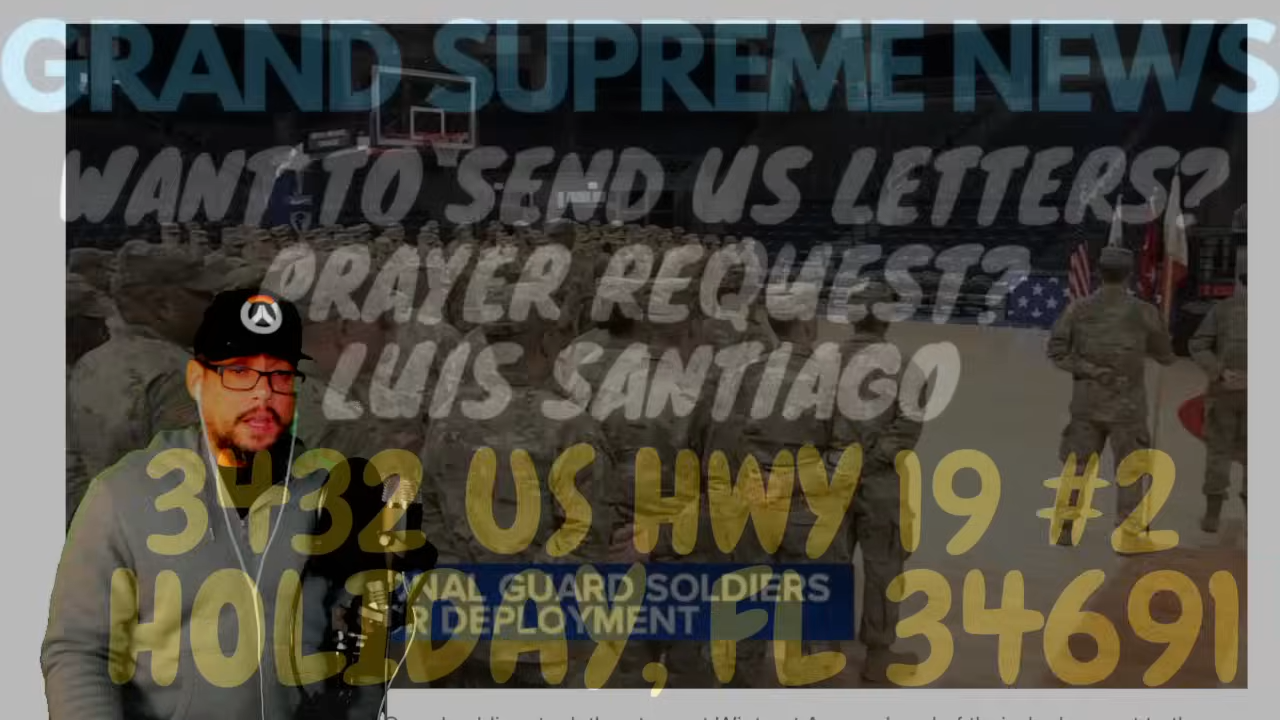 GRAND SUPREME NEWS
WANT TO SEND US LETTERS?
PRAYER REQUEST?
LUIS SANTIAGO
3432 US HWY 19 #2
HOLIDAY, FL 34691
NAL GUARD SOLDIERS
R DEPLOYMENT